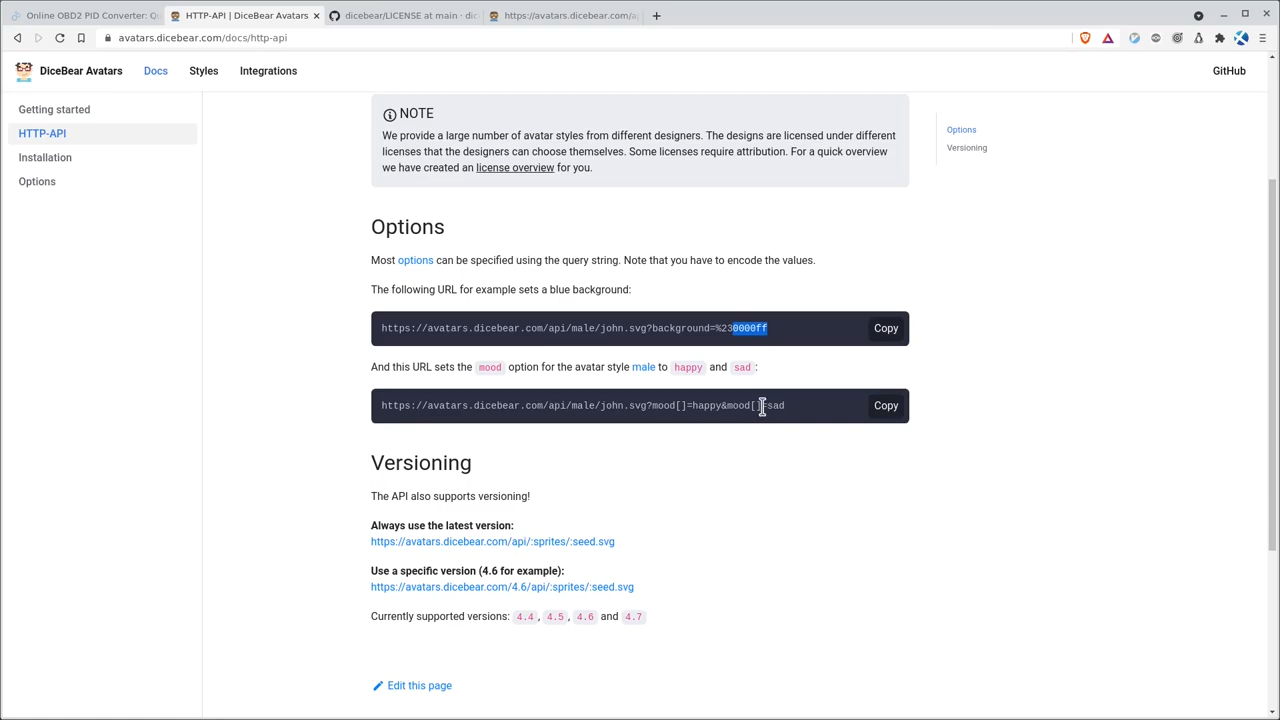 Online OBD2 PID Converter: Qu
HTTP-API | DiceBear Avatars
dicebear/LICENSE at main · dic
https://avatars.dicebear.com/ap
avatars.dicebear.com/docs/http-api
DiceBear Avatars
Docs
Styles
Integrations
GitHub
Getting started
HTTP-API
Installation
Options
NOTE
We provide a large number of avatar styles from different designers. The designs are licensed under different
licenses that the designers can choose themselves. Some licenses require attribution. For a quick overview
we have created an license overview for you.
Options
Versioning
Options
Most options can be specified using the query string. Note that you have to encode the values.
The following URL for example sets a blue background:
https://avatars.dicebear.com/api/male/john.svg?background=%230000ff
Copy
And this URL sets the mood option for the avatar style male to happy and sad:
https://avatars.dicebear.com/api/male/john.svg?mood[]=happy&mood[]=sad
Copy
Versioning
The API also supports versioning!
Always use the latest version:
https://avatars.dicebear.com/api/:sprites/:seed.svg
Use a specific version (4.6 for example):
https://avatars.dicebear.com/4.6/api/:sprites/:seed.svg
Currently supported versions: 4.4, 4.5, 4.6 and 4.7
Edit this page